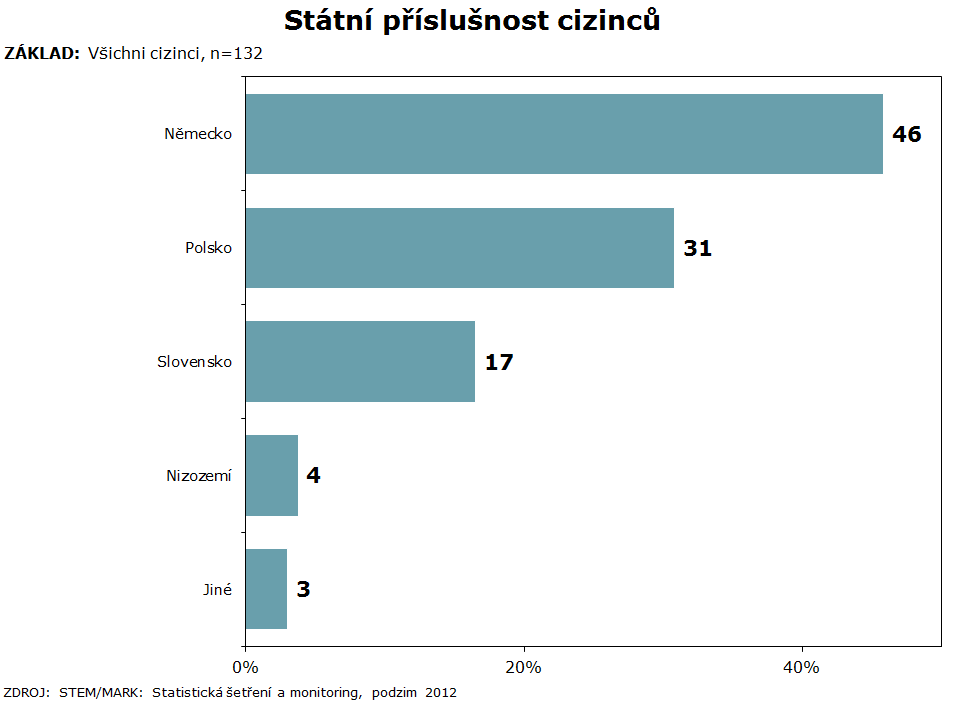 Státní příslušnost cizinců
ZÁKLAD: Všichni cizinci, n=132
Německo 46
Polsko 31
Slovensko 17
Nizozemí 4
Jiné 3
0% 20% 40%
ZDROJ: STEM/MARK: Statistická šetření a monitoring, podzim 2012